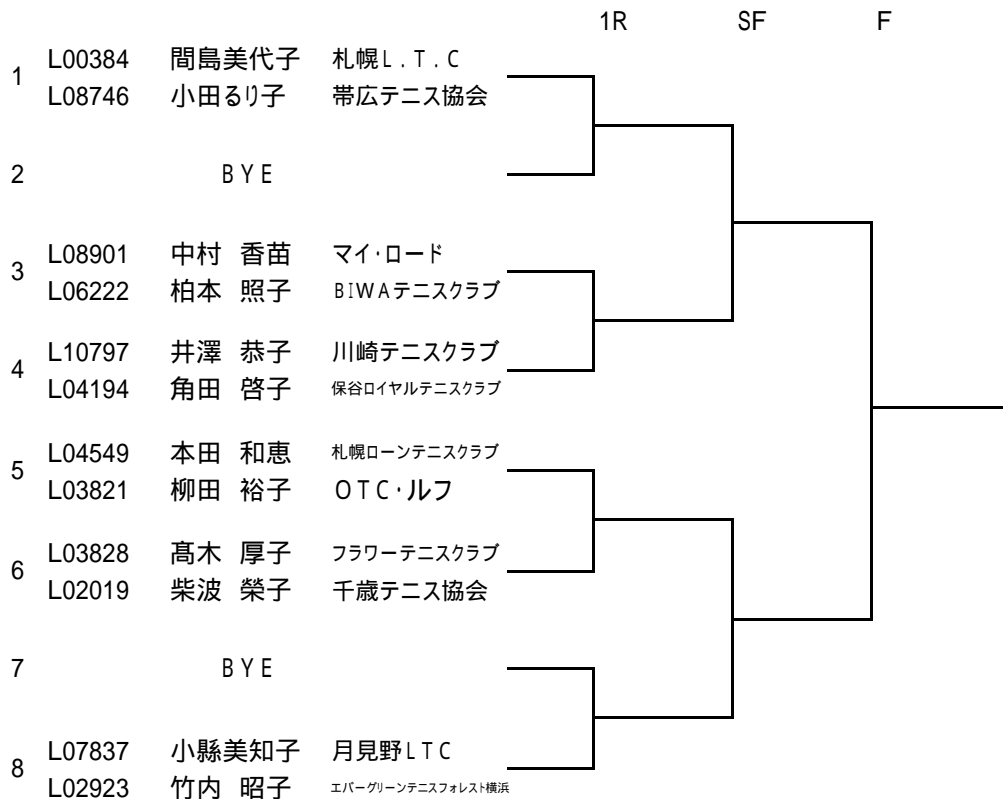 1R SF F
L00384 間島美代子 札幌L.T.C
1
L08746 小田るり子 帯広テニス協会
2 BYE
L08901 中村 香苗 マイ・ロード
3
L06222 柏本 照子 BIWAテニスクラブ
L10797 井澤 恭子 川崎テニスクラブ
4
L04194 角田 啓子 保谷ロイヤルテニスクラブ
L04549 本田 和恵 札幌ローンテニスクラブ
5
L03821 柳田 裕子 OTC・ルフ
L03828 髙木 厚子 フラワーテニスクラブ
6
L02019 柴波 榮子 千歳テニス協会
7 BYE
L07837 小縣美知子 月見野LTC
8
L02923 竹内 昭子 エバーグリーンテニスフォレスト横浜